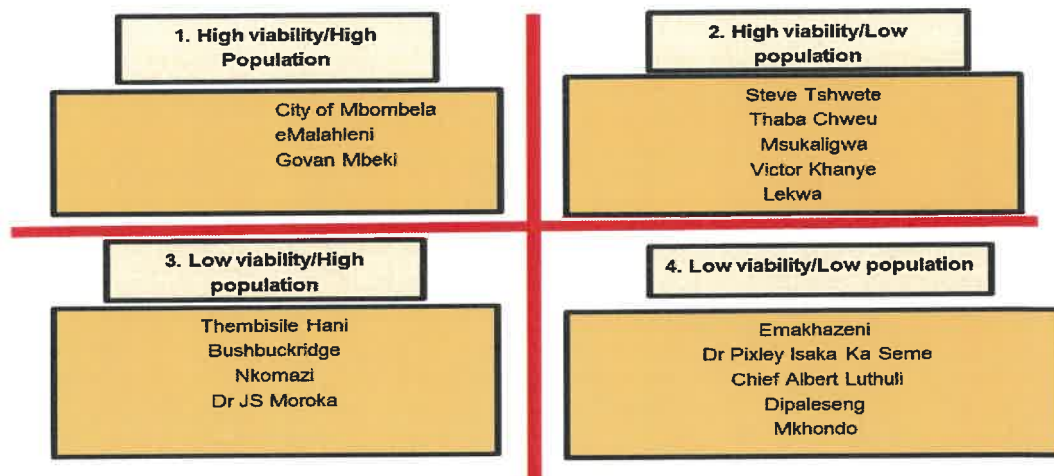 1. High viability/High
Population
City of Mbombela
eMalahleni
Govan Mbeki
2. High viability/Low
population
Steve Tshwete
Thaba Chweu
Msukaligwa
Victor Khanye
Lekwa
3. Low viability/High
population
Thembisile Hani
Bushbuckridge
Nkomazi
Dr JS Moroka
4. Low viability/Low population
Emakhazeni
Dr Pixley Isaka Ka Seme
Chief Albert Luthuli
Dipaleseng
Mkhondo